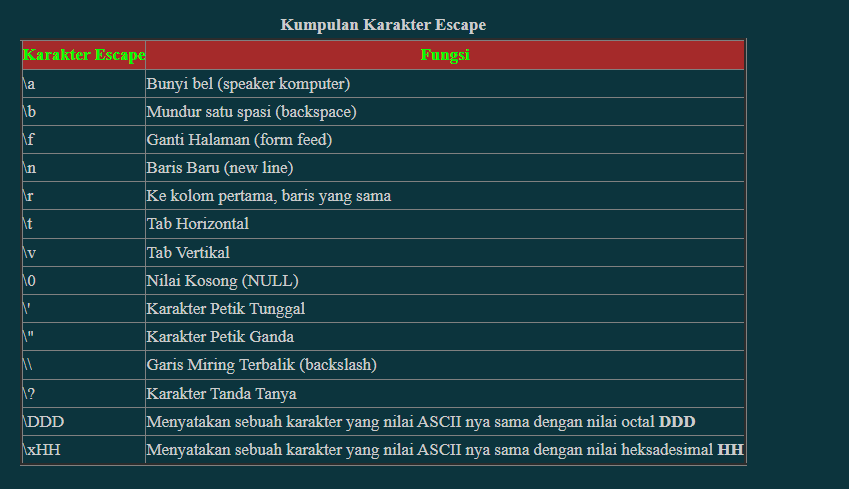 Kumpulan Karakter Escape
Karakter Escape Fungsi
\a Bunyi bel (speaker komputer)
\b Mundur satu spasi (backspace)
\f Ganti Halaman (form feed)
\n Baris Baru (new line)
\r Ke kolom pertama, baris yang sama
\t Tab Horizontal
\v Tab Vertikal
\0 Nilai Kosong (NULL)
\' Karakter Petik Tunggal
\" Karakter Petik Ganda
\\ Garis Miring Terbalik (backslash)
\? Karakter Tanda Tanya
\DDD Menyatakan sebuah karakter yang nilai ASCII nya sama dengan nilai octal DDD
\xHH Menyatakan sebuah karakter yang nilai ASCII nya sama dengan nilai heksadesimal HH